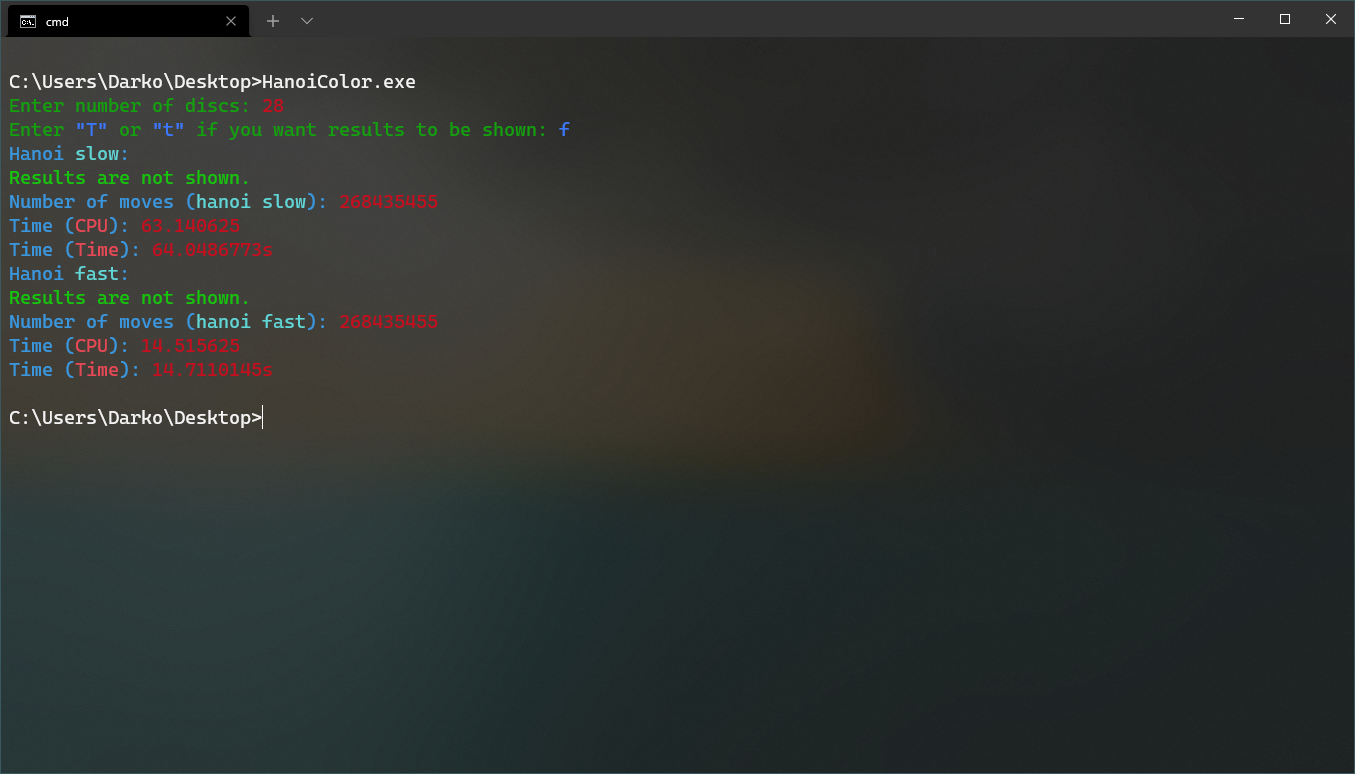 cmd
C:\Users\Darko\Desktop>HanoiColor.exe
Enter number of discs: 28
Enter "T" or "t" if you want results to be shown: f
Hanoi slow:
Results are not shown.
Number of moves (hanoi slow): 268435455
Time (CPU): 63.140625
Time (Time): 64.0486773s
Hanoi fast:
Results are not shown.
Number of moves (hanoi fast): 268435455
Time (CPU): 14.515625
Time (Time): 14.7110145s
C:\Users\Darko\Desktop>